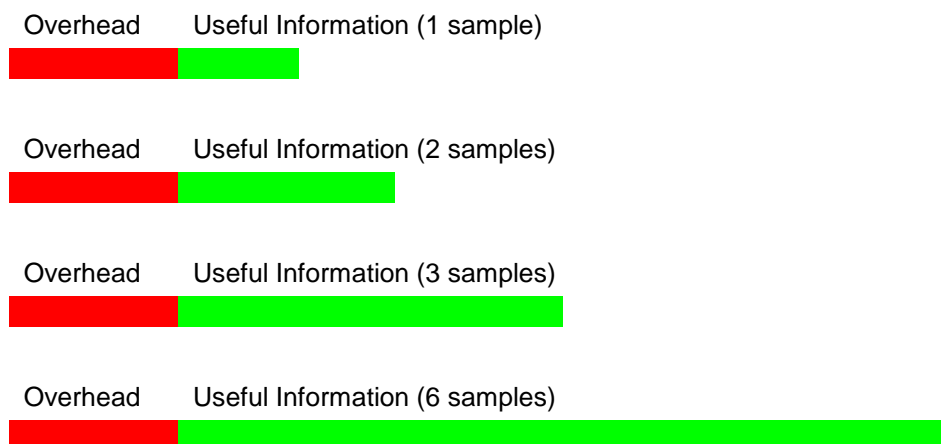 Overhead Useful Information (1 sample)
Overhead Useful Information (2 samples)
Overhead Useful Information (3 samples)
Overhead Useful Information (6 samples)